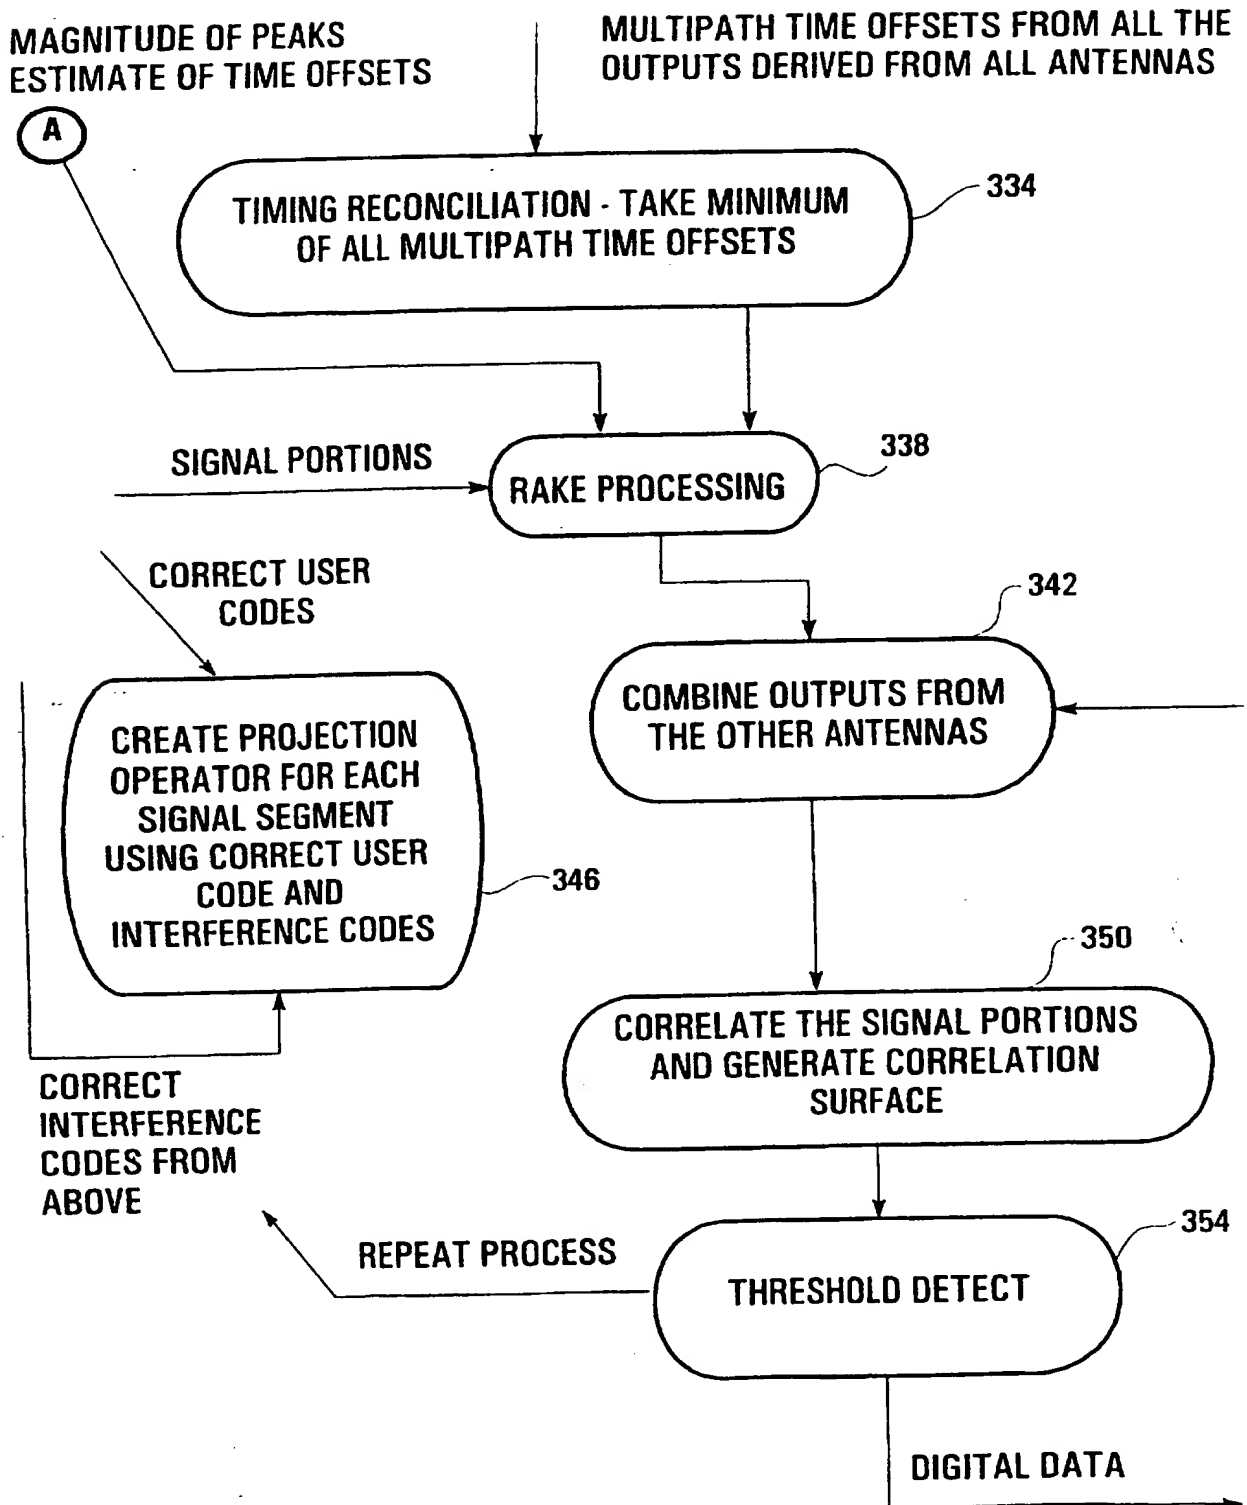 MAGNITUDE OF PEAKS
ESTIMATE OF TIME OFFSETS
MULTIPATH TIME OFFSETS FROM ALL THE
OUTPUTS DERIVED FROM ALL ANTENNAS
A
TIMING RECONCILIATION - TAKE MINIMUM
OF ALL MULTIPATH TIME OFFSETS
334
SIGNAL PORTIONS
RAKE PROCESSING
338
CORRECT USER
CODES
342
COMBINE OUTPUTS FROM
THE OTHER ANTENNAS
CREATE PROJECTION
OPERATOR FOR EACH
SIGNAL SEGMENT
USING CORRECT USER
CODE AND
INTERFERENCE CODES
346
350
CORRELATE THE SIGNAL PORTIONS
AND GENERATE CORRELATION
SURFACE
CORRECT
INTERFERENCE
CODES FROM
ABOVE
REPEAT PROCESS
354
THRESHOLD DETECT
DIGITAL DATA